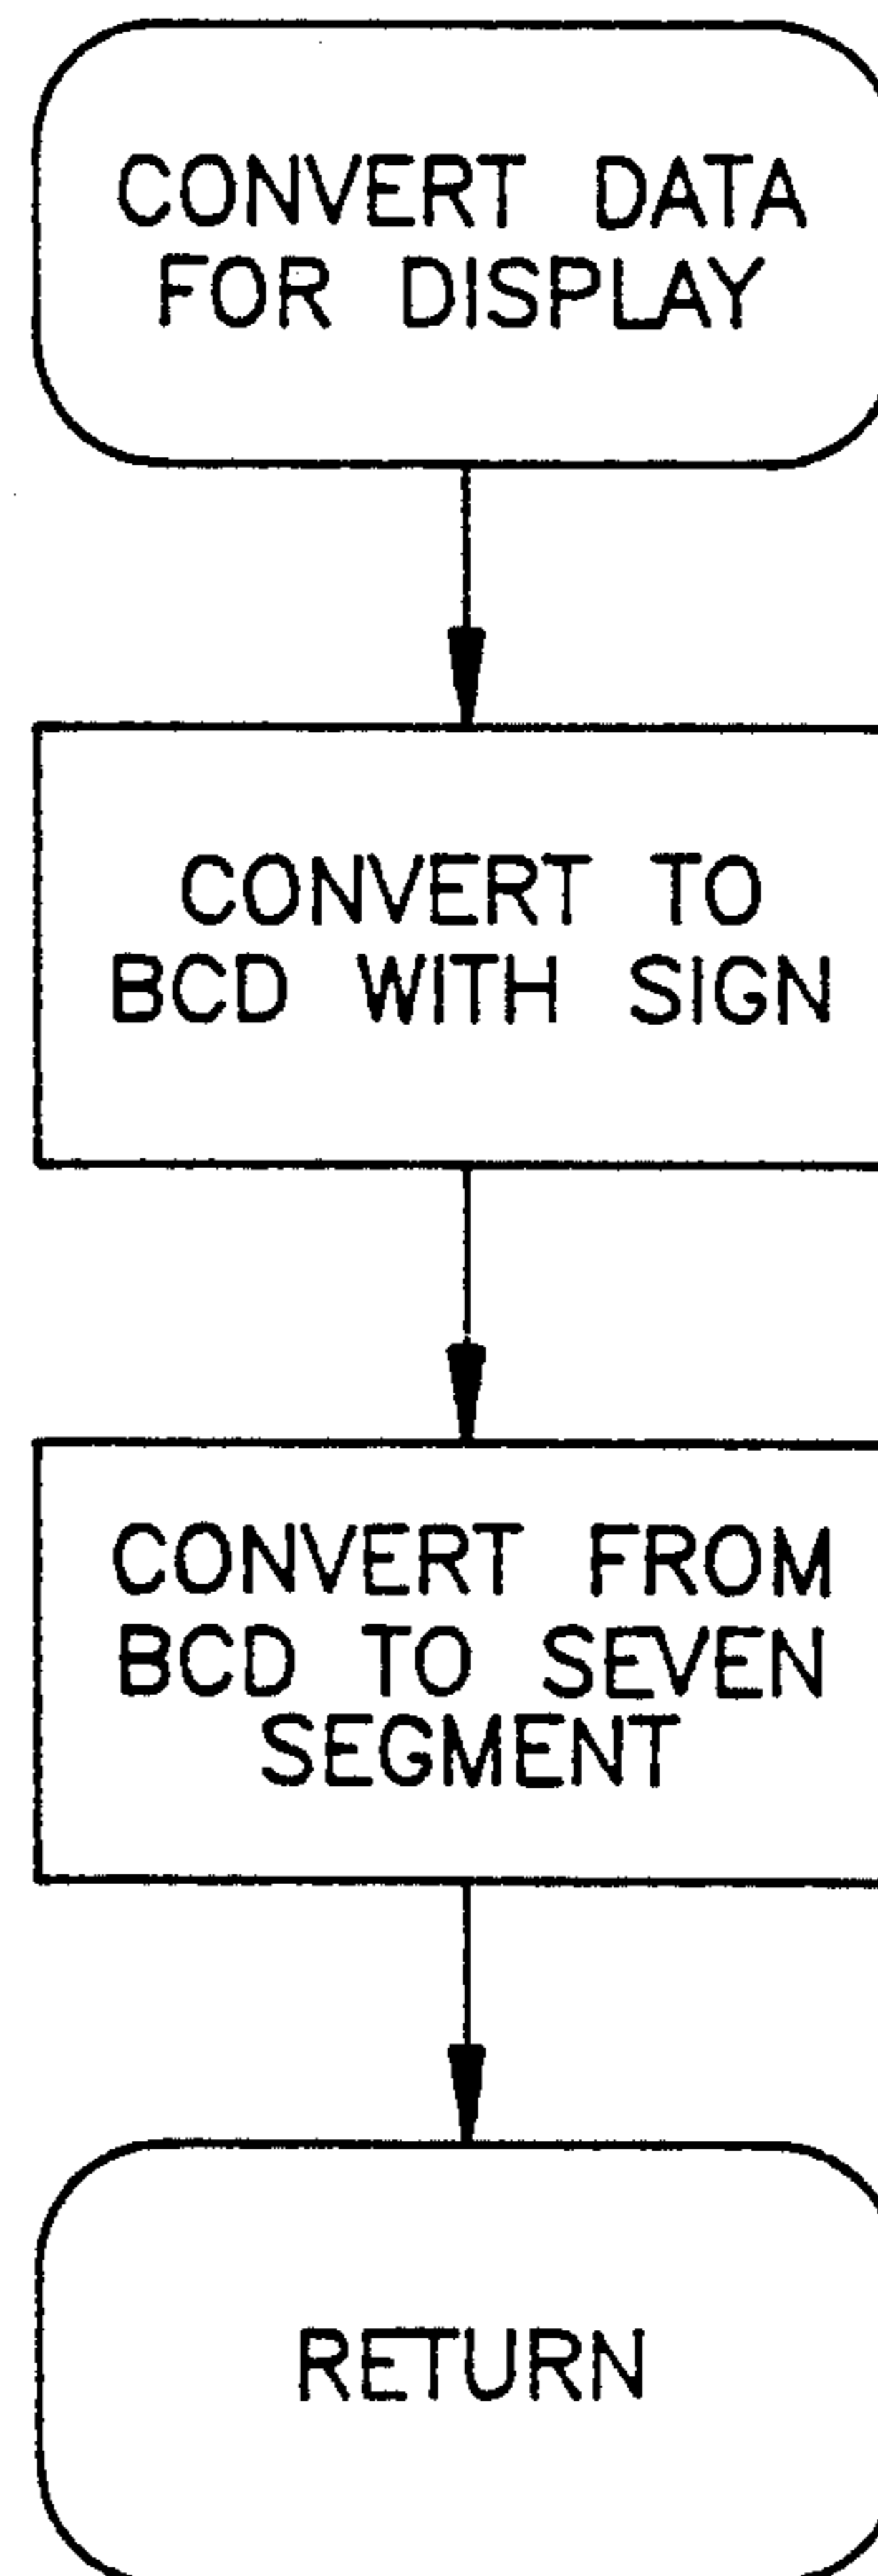 CONVERT DATA
FOR DISPLAY
CONVERT TO
BCD WITH SIGN
CONVERT FROM
BCD TO SEVEN
SEGMENT
RETURN